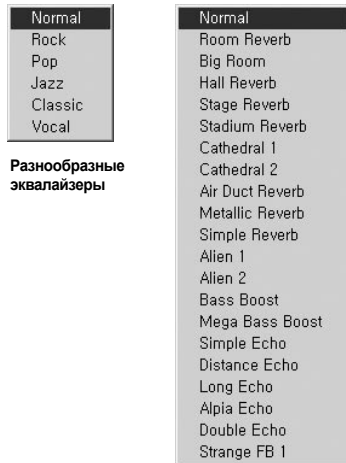 Normal
Rock
Pop
Jazz
Classic
Vocal
Разнообразные
эквалайзеры
Normal
Room Reverb
Big Room
Hall Reverb
Stage Reverb
Stadium Reverb
Cathedral 1
Cathedral 2
Air Duct Reverb
Metallic Reverb
Simple Reverb
Alien 1
Alien 2
Bass Boost
Mega Bass Boost
Simple Echo
Distance Echo
Long Echo
Alpia Echo
Double Echo
Strange FB 1